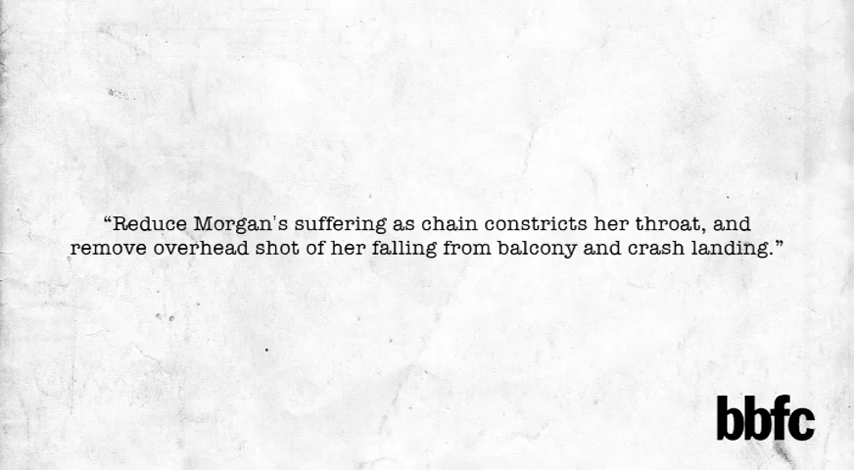 “Reduce Morgan's suffering as chain constricts her throat, and
remove overhead shot of her falling from balcony and crash landing.”
bbfc